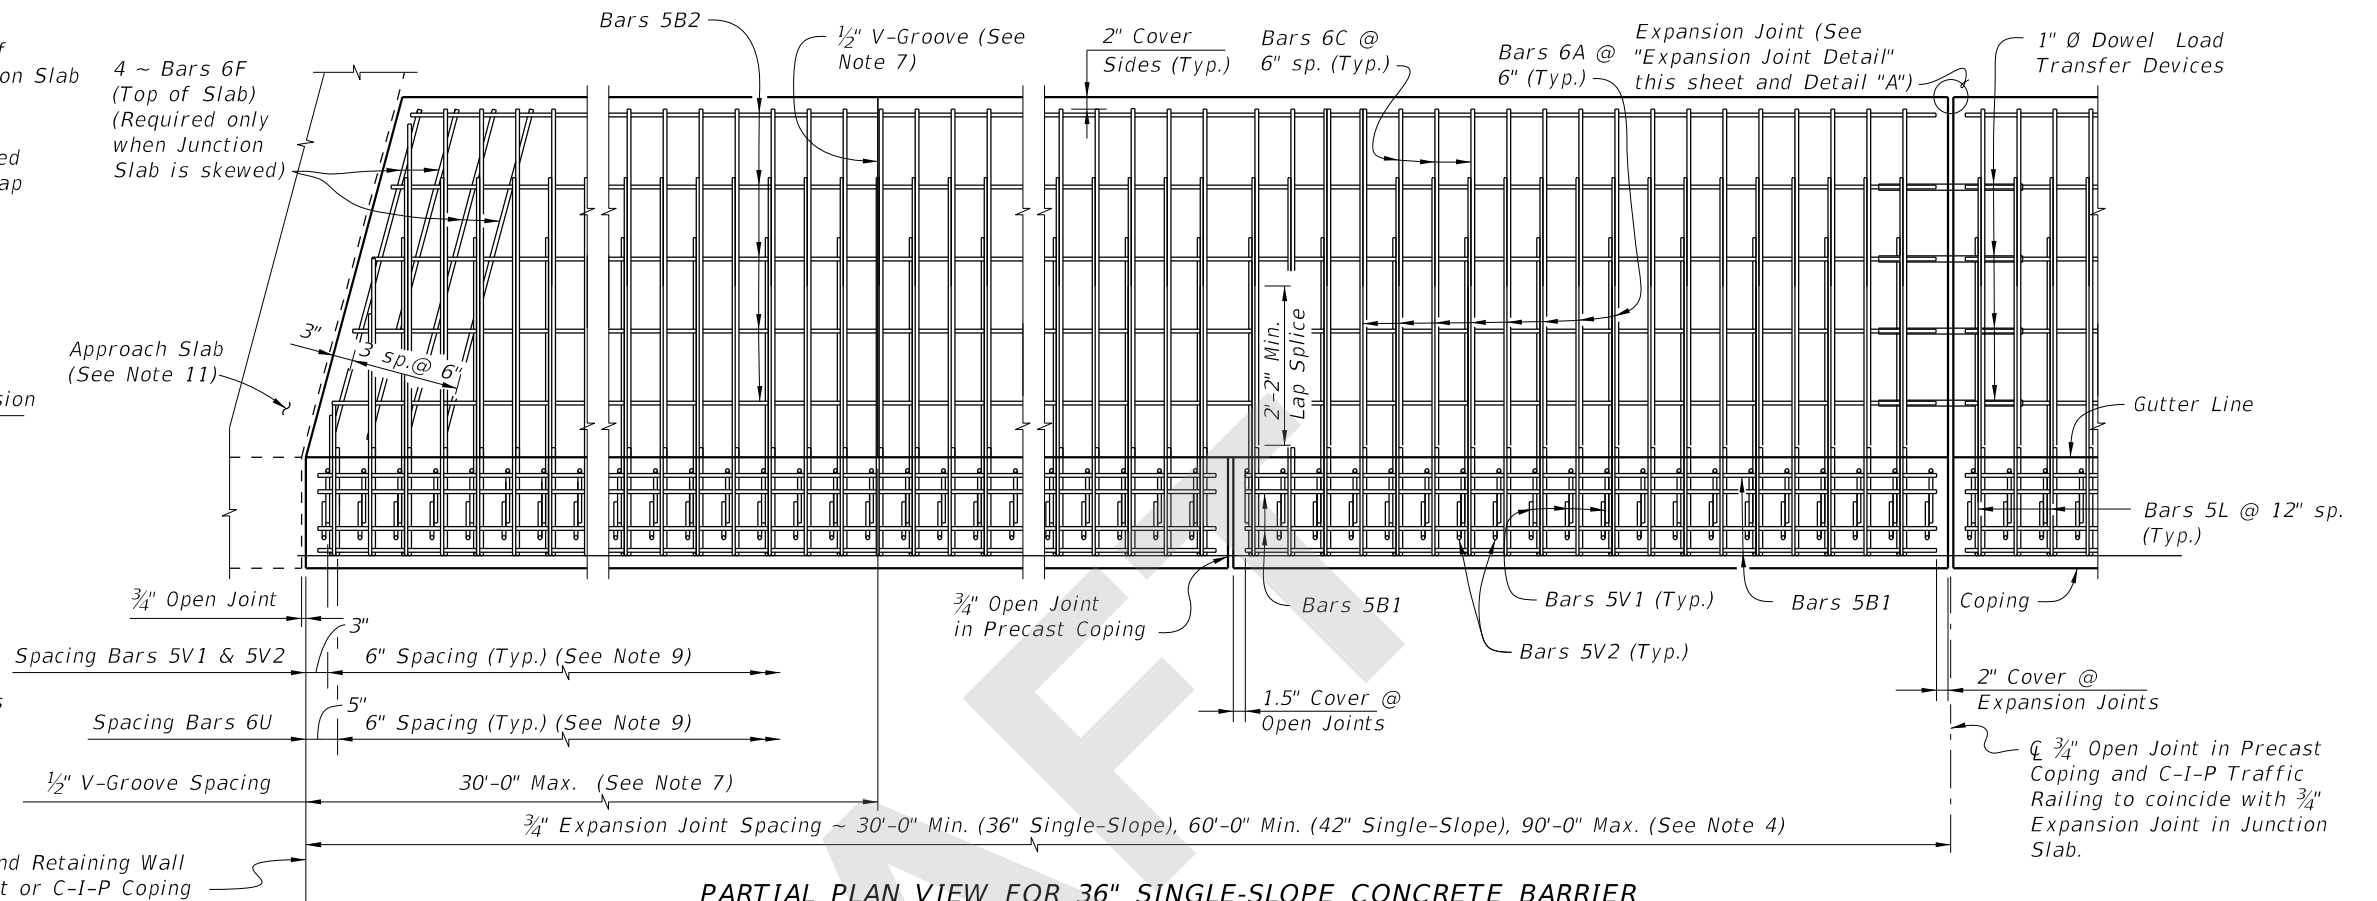 Bars 5B2
½" V-Groove (See
Note 7)
2" Cover
Sides (Typ.)
Bars 6C @
6" sp. (Typ.)
Bars 6A @
6" (Typ.)
Expansion Joint (See
"Expansion Joint Detail"
this sheet and Detail "A")
1" Ø Dowel Load
Transfer Devices
f
on Slab
4 ~ Bars 6F
(Top of Slab)
(Required only
when Junction
Slab is skewed)
ed
ap
3"
3 sp.@ 6"
Approach Slab
(See Note 11)
sion
2'-2" Min.
Lap Splice
Gutter Line
Bars 5L @ 12" sp.
(Typ.)
¾" Open Joint
¾" Open Joint
in Precast Coping
Bars 5B1
Bars 5V1 (Typ.)
Bars 5B1
Coping
Bars 5V2 (Typ.)
3"
Spacing Bars 5V1 & 5V2
6" Spacing (Typ.) (See Note 9)
s
5"
Spacing Bars 6U
6" Spacing (Typ.) (See Note 9)
1.5" Cover @
Open Joints
2" Cover @
Expansion Joints
℄ ¾" Open Joint in Precast
Coping and C-I-P Traffic
Railing to coincide with ¾"
Expansion Joint in Junction
Slab.
½" V-Groove Spacing
30'-0" Max. (See Note 7)
¾" Expansion Joint Spacing ~ 30'-0" Min. (36" Single-Slope), 60'-0" Min. (42" Single-Slope), 90'-0" Max. (See Note 4)
nd Retaining Wall
t or C-I-P Coping
PARTIAL PLAN VIEW FOR 36" SINGLE-SLOPE CONCRETE BARRIER
AFT